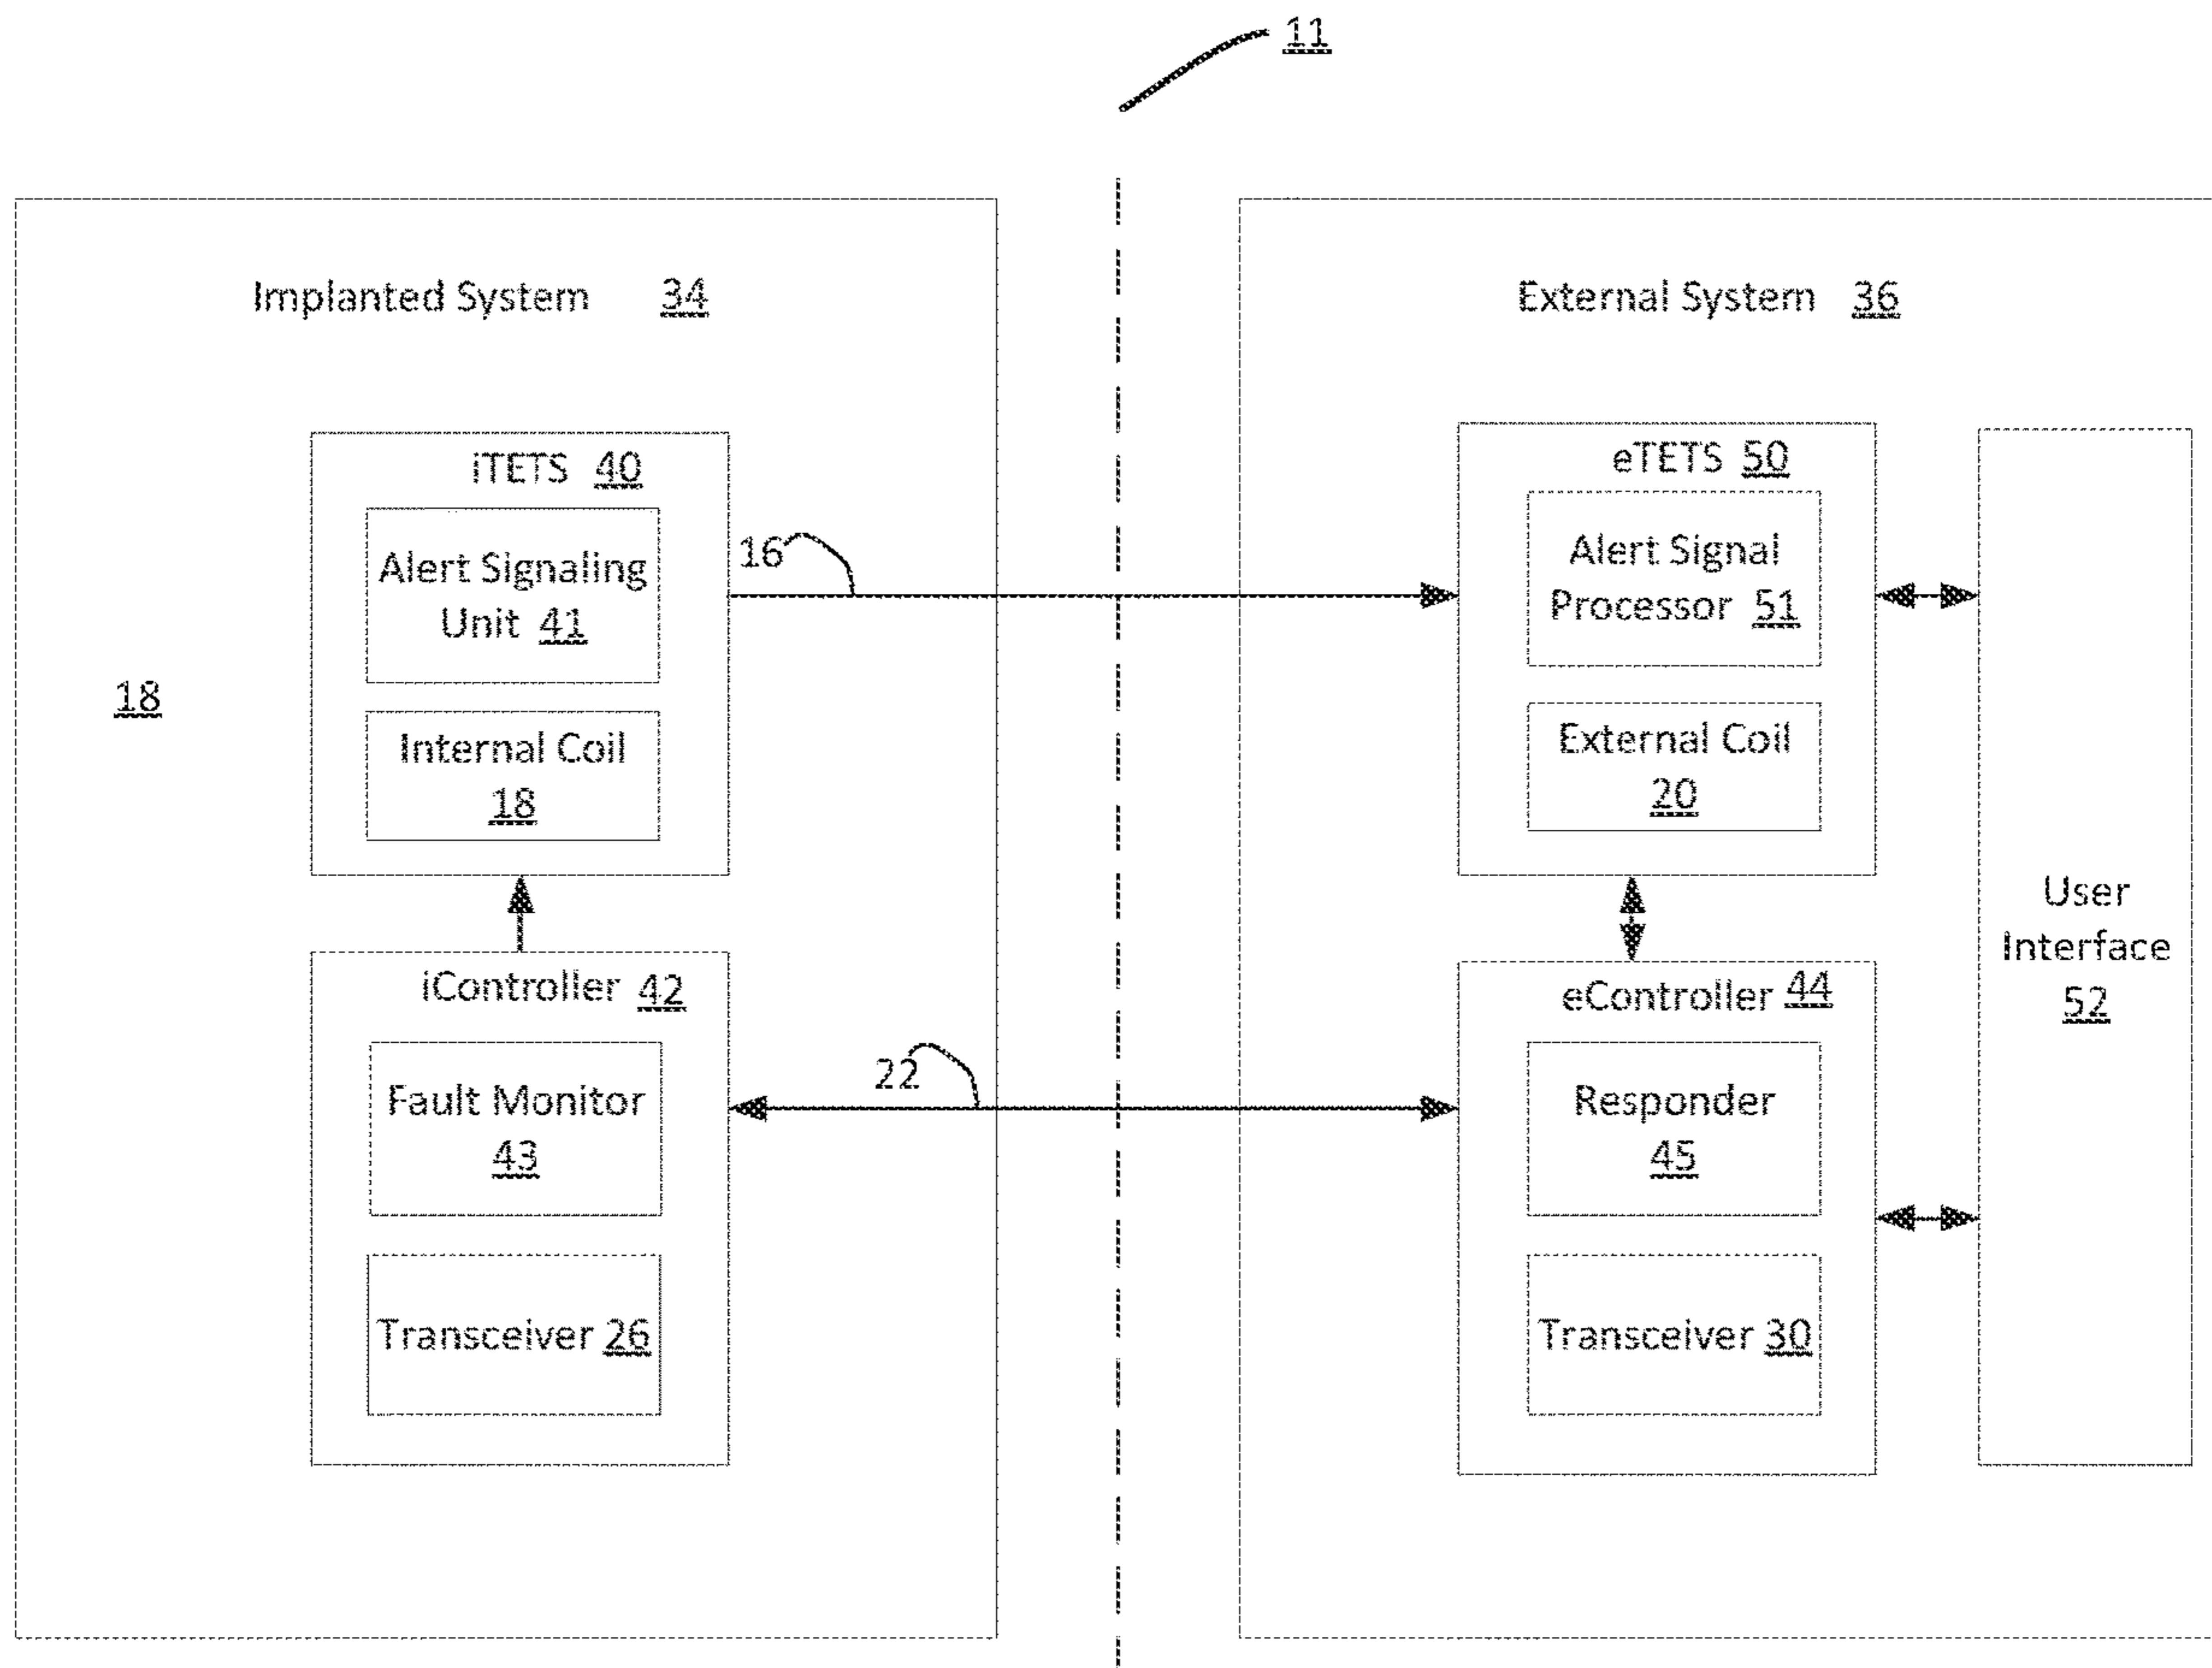 11
Implanted System 34
External System 36
iTETS 40
Alert Signaling
Unit 41
Internal Coil
18
18
16
eTETS 50
Alert Signal
Processor 51
External Coil
20
iController 42
Fault Monitor
43
Transceiver 26
22
eController 44
Responder
45
Transceiver 30
User
Interface
52